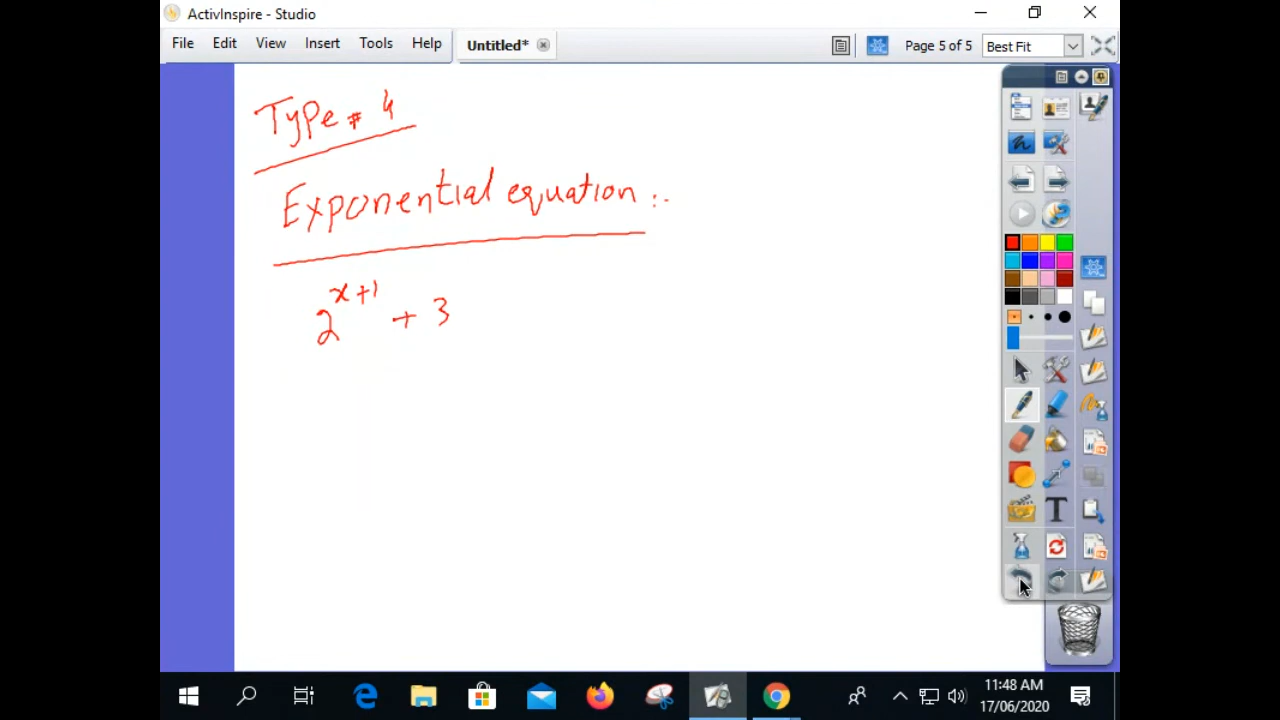 ActivInspire - Studio
File Edit View Insert Tools Help Untitled* Page 5 of 5 Best Fit
Type # 4
Exponential equation :.
2^{x+1} + 3
T
11:48 AM
17/06/2020